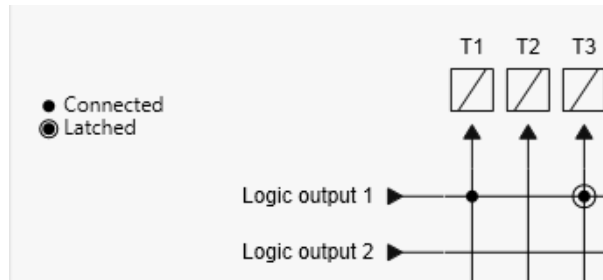 T1 T2 T3
Connected
Latched
Logic output 1
Logic output 2